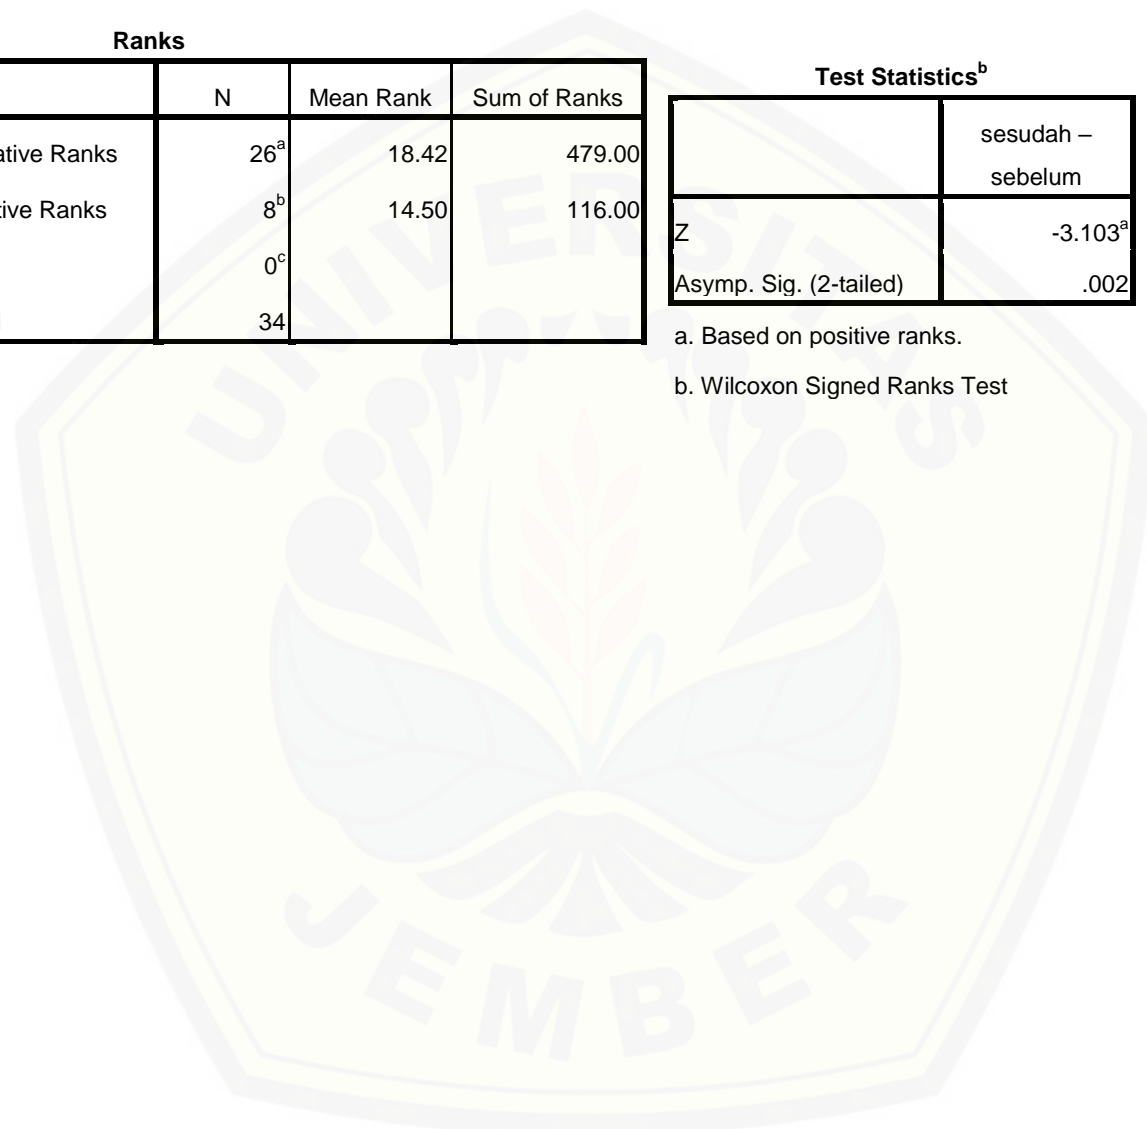 Ranks
N Mean Rank Sum of Ranks
ative Ranks 26a 18.42 479.00
tive Ranks 8b 14.50 116.00
0c
34
Test Statisticsb
sesudah –
sebelum
Z -3.103a
Asymp. Sig. (2-tailed) .002
a. Based on positive ranks.
b. Wilcoxon Signed Ranks Test
UNIVERSITAS
JEMBER